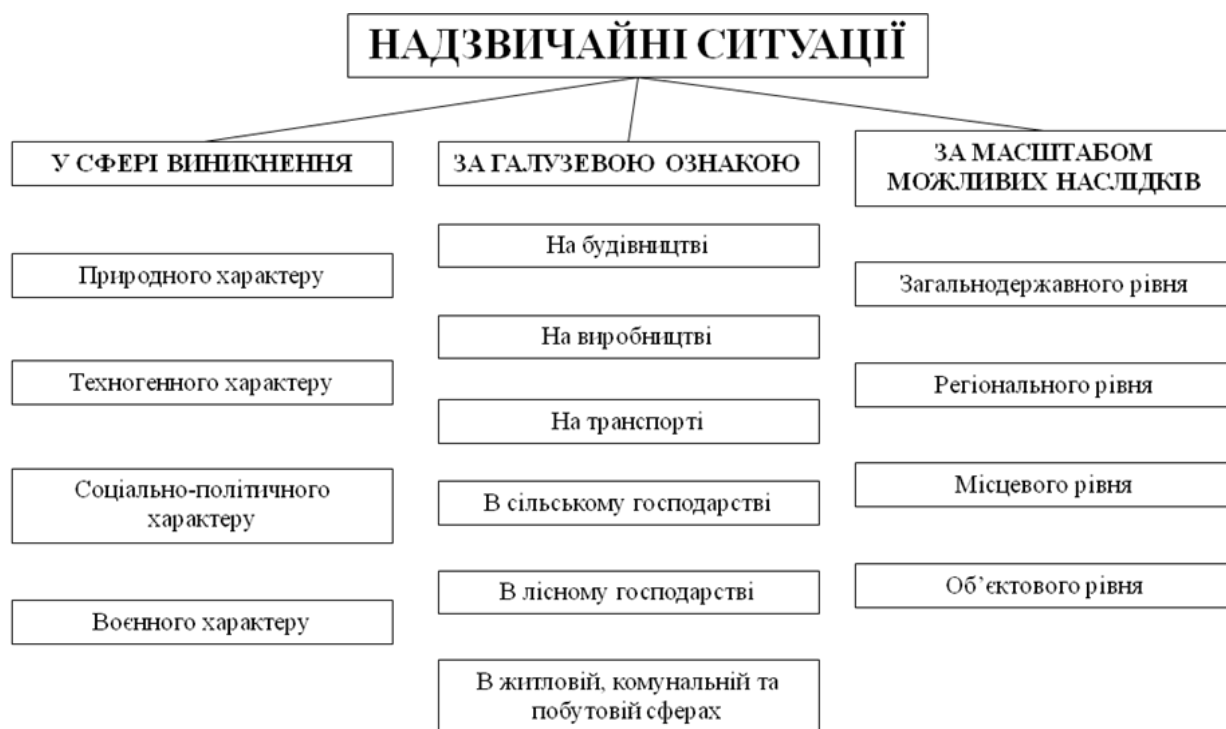 НАДЗВИЧАЙНІ СИТУАЦІЇ
У СФЕРІ ВИНИКНЕННЯ
Природного характеру
Техногенного характеру
Соціально-політичного
характеру
Воєнного характеру
ЗА ГАЛУЗЕВОЮ ОЗНАКОЮ
На будівництві
На виробництві
На транспорті
В сільському господарстві
В лісному господарстві
В житловій, комунальній та
побутовій сферах
ЗА МАСШТАБОМ
МОЖЛИВИХ НАСЛІДКІВ
Загальнодержавного рівня
Регіонального рівня
Місцевого рівня
Об’єктового рівня